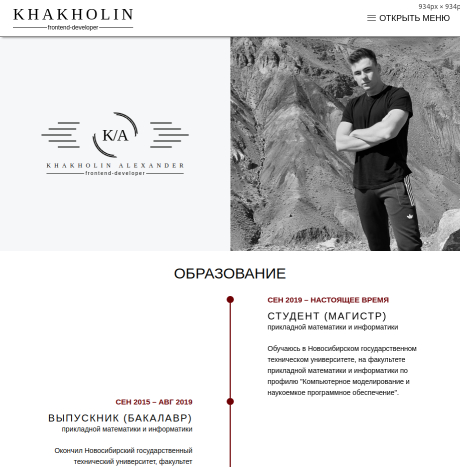 934px × 934p
KHAKHOLIN
frontend-developer
ОТКРЫТЬ МЕНЮ
K/A
KHAKHOLIN ALEXANDER
frontend-developer
ОБРАЗОВАНИЕ
СЕН 2019 – НАСТОЯЩЕЕ ВРЕМЯ
СТУДЕНТ (МАГИСТР)
прикладной математики и информатики
Обучаюсь в Новосибирском государственном
техническом университете, на факультете
прикладной математики и информатики по
профилю "Компьютерное моделирование и
наукоемкое программное обеспечение".
СЕН 2015 – АВГ 2019
ВЫПУСКНИК (БАКАЛАВР)
прикладной математики и информатики
Окончил Новосибирский государственный
технический университет, факультет